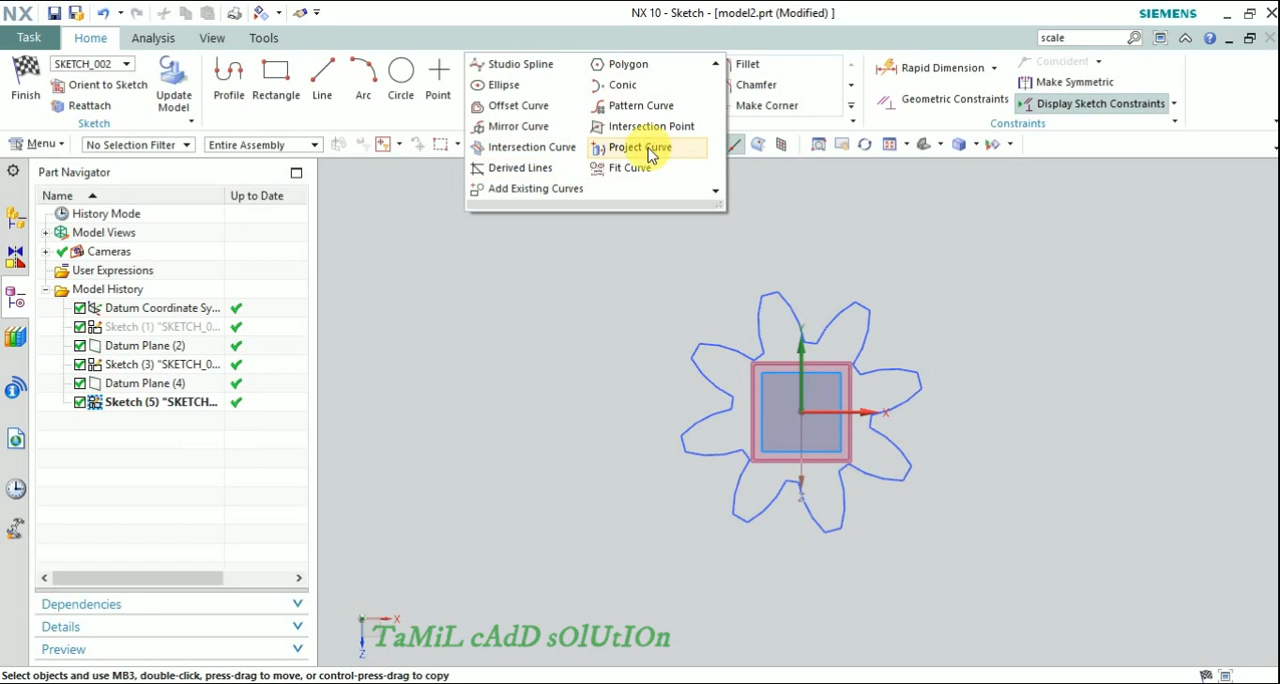 NX
NX 10 - Sketch - [model2.prt (Modified) ]
SIEMENS
Task
Home
Analysis
View
Tools
scale
Finish
SKETCH_002
Orient to Sketch
Reattach
Update Model
Sketch
Profile
Rectangle
Line
Arc
Circle
Point
Studio Spline
Ellipse
Offset Curve
Mirror Curve
Intersection Curve
Derived Lines
Add Existing Curves
Polygon
Conic
Pattern Curve
Intersection Point
Project Curve
Fit Curve
Fillet
Chamfer
Make Corner
Rapid Dimension
Geometric Constraints
Coincident
Make Symmetric
Display Sketch Constraints
Constraints
Menu
No Selection Filter
Entire Assembly
Part Navigator
Name
Up to Date
History Mode
Model Views
Cameras
User Expressions
Model History
Datum Coordinate Sy...
Sketch (1) "SKETCH_0...
Datum Plane (2)
Sketch (3) "SKETCH_0...
Datum Plane (4)
Sketch (5) "SKETCH...
Dependencies
Details
Preview
Y
X
X
Z
TaMiL cAdD sOlUtIOn
Select objects and use MB3, double-click, press-drag to move, or control-press-drag to copy